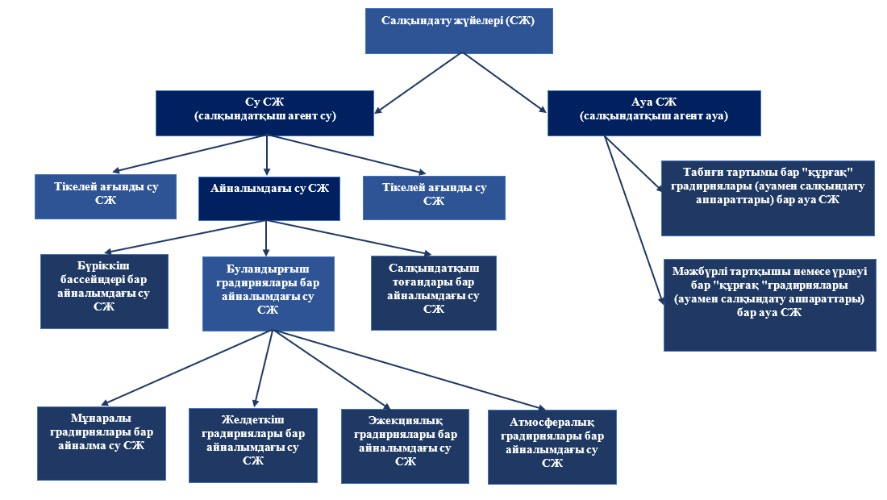 Салқындату жүйелері (СЖ)
Су СЖ
(салқындатқыш агент су)
Ауа СЖ
(салқындатқыш агент ауа)
Тікелей ағынды су
СЖ
Айналымдағы су СЖ
Тікелей ағынды су
СЖ
Табиғи тартымы бар "құрғақ"
градирнялары (ауамен салқындату
аппараттары) бар ауа СЖ
Бүріккіш
бассейндері бар
айналымдағы су
СЖ
Буландырғыш
градирнялары бар
айналымдағы су
СЖ
Салқындатқыш
тоғандары бар
айналымдағы су
СЖ
Мәжбүрлі тартқышы немесе үрлеуі
бар "құрғақ "градирнялары
(ауамен салқындату аппараттары)
бар ауа СЖ
Мұнаралы
градирнялары бар
айналма су СЖ
Желдеткіш
градирнялары бар
айналымдағы су
СЖ
Эжекциялық
градирнялары бар
айналымдағы су
СЖ
Атмосфералық
градирнялары бар
айналымдағы су
СЖ